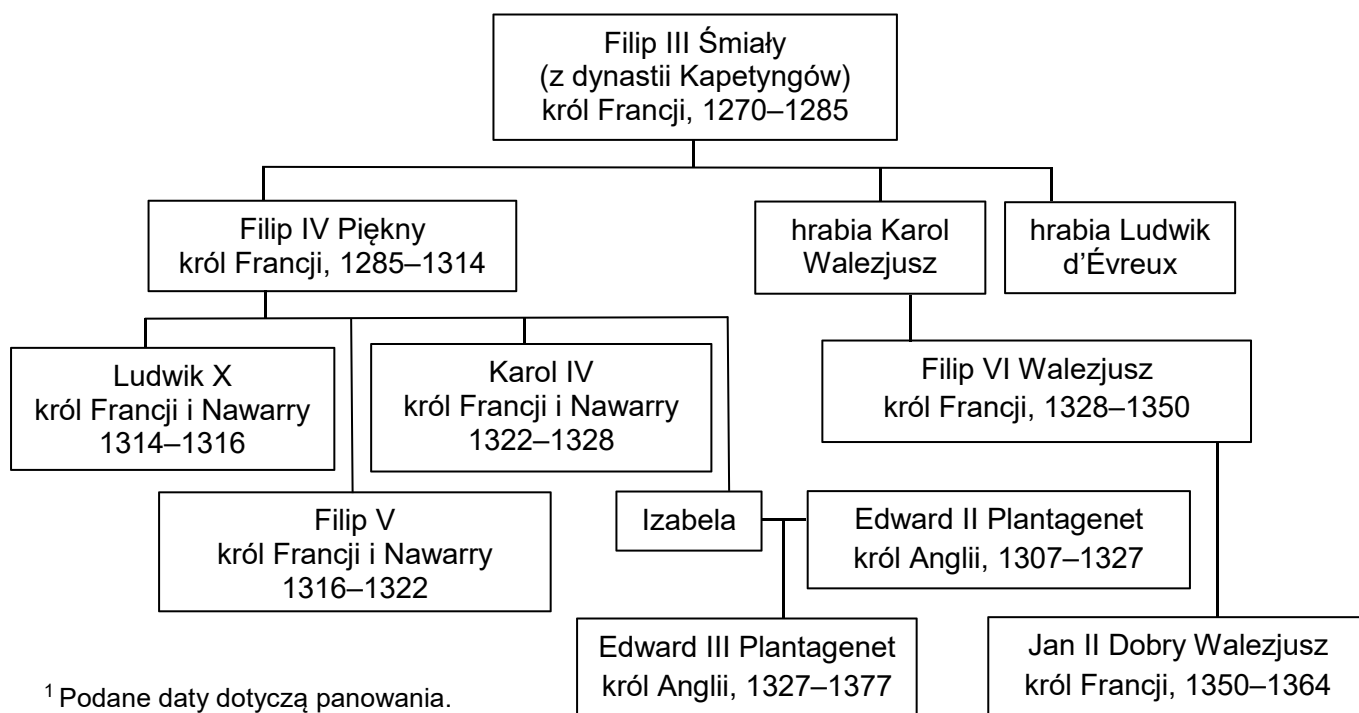 Filip III Śmiały
(z dynastii Kapetyngów)
król Francji, 1270–1285
Filip IV Piękny
król Francji, 1285–1314
hrabia Karol
Walezjusz
hrabia Ludwik
d’Évreux
Ludwik X
król Francji i Nawarry
1314–1316
Karol IV
król Francji i Nawarry
1322–1328
Filip VI Walezjusz
król Francji, 1328–1350
Filip V
król Francji i Nawarry
1316–1322
Izabela
Edward II Plantagenet
król Anglii, 1307–1327
Edward III Plantagenet
król Anglii, 1327–1377
Jan II Dobry Walezjusz
król Francji, 1350–1364
¹ Podane daty dotyczą panowania.